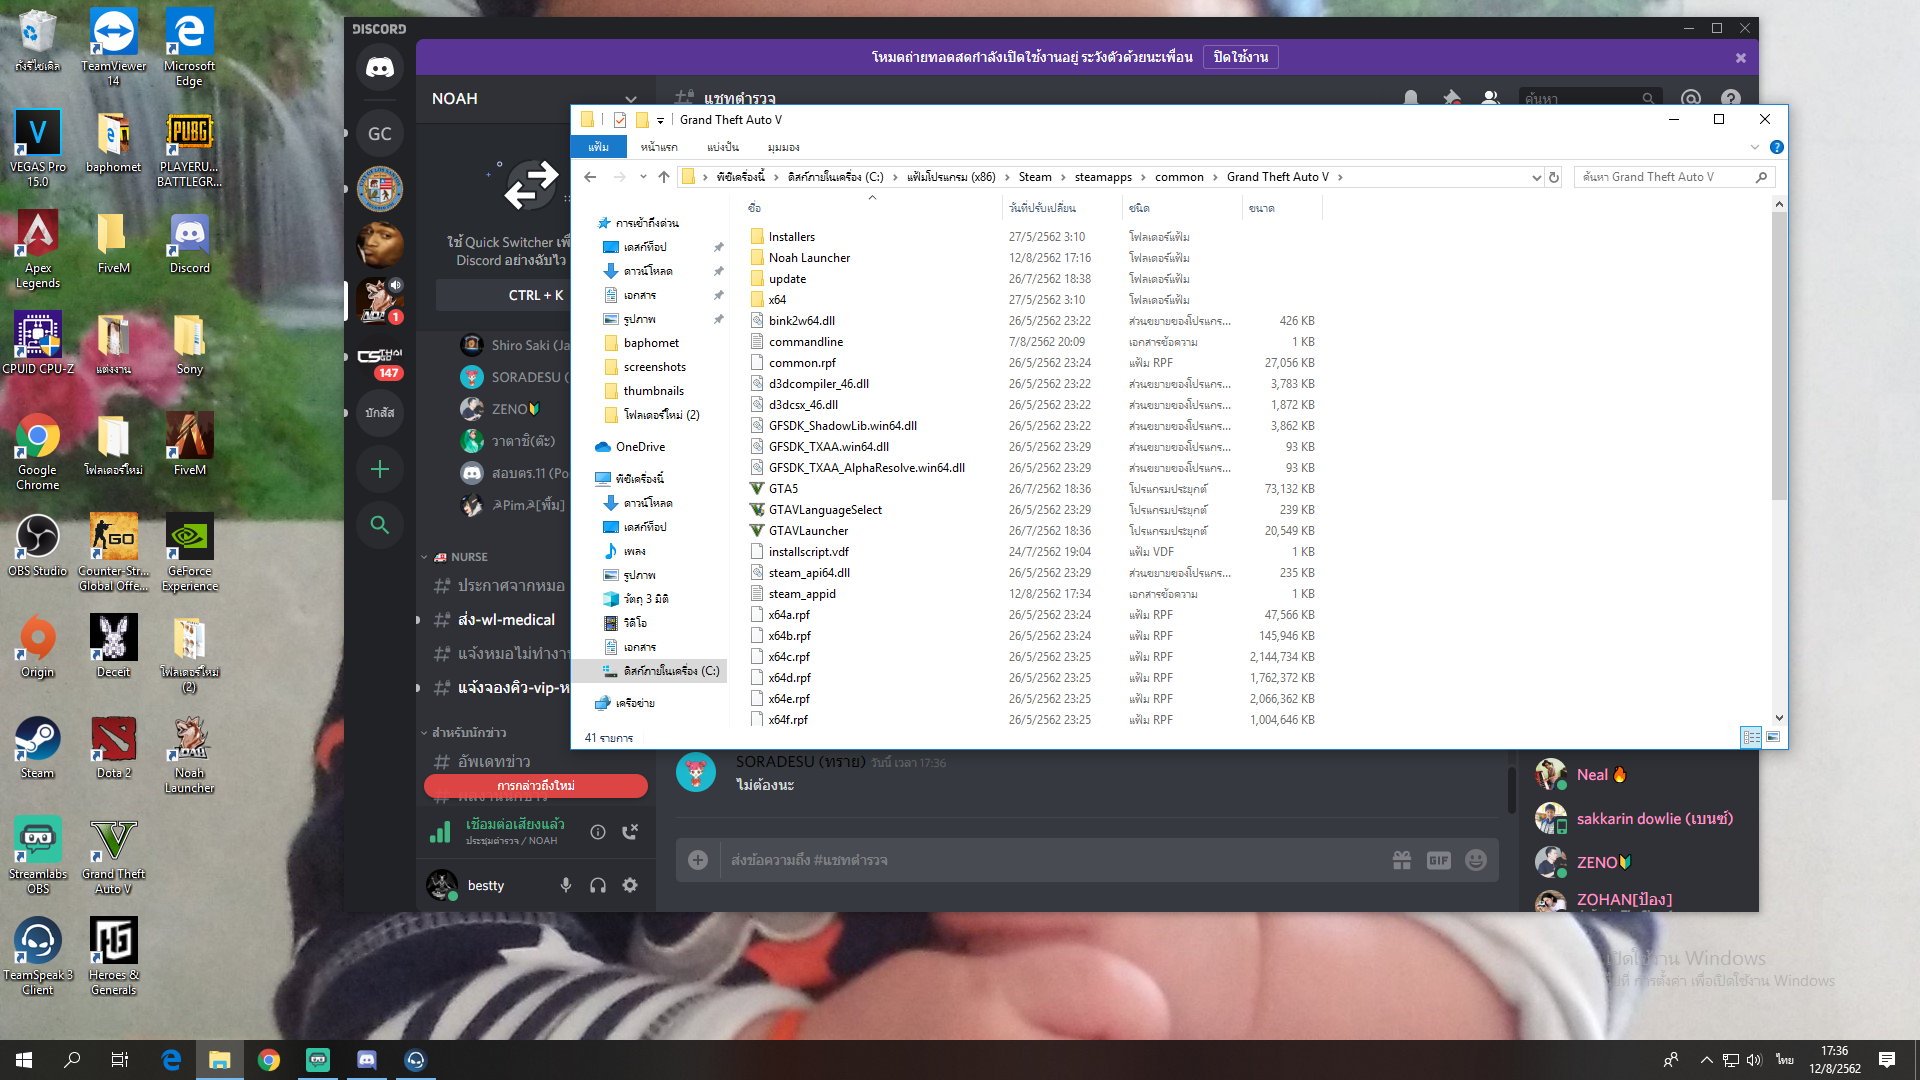 ถังรีไซเคิล
TeamViewer 14
Microsoft Edge
VEGAS Pro 15.0
baphomet
PLAYERU... BATTLEGR...
Apex Legends
FiveM
Discord
CPUID CPU-Z
แต่งงาน
Sony
Google Chrome
โฟลเดอร์ใหม่
FiveM
OBS Studio
Counter-Str... Global Offe...
GeForce Experience
Origin
Deceit
โฟลเดอร์ใหม่ (2)
Steam
Dota 2
Noah Launcher
Streamlabs OBS
Grand Theft Auto V
TeamSpeak 3 Client
Heroes & Generals
DISCORD
โหมดถ่ายทอดสดกำลังเปิดใช้งานอยู่ ระวังตัวด้วยนะเพื่อน
ปิดใช้งาน
NOAH
แชทตำรวจ
ค้นหา
GC
1
147
บักสัส
ใช้ Quick Switcher
Discord อย่างฉับไว
CTRL + K
Shiro Saki (Ja
SORADESU (
ZENO
วาตาชิ(ต๊ะ)
สอบตร.11 (Po
Pim [พิ้ม]
NURSE
ประกาศจากหมอ
ส่ง-wl-medical
แจ้งหมอไม่ทำงาน
แจ้งจองคิว-vip-ห
สำหรับนักข่าว
อัพเดทข่าว
การกล่าวถึงใหม่
เชื่อมต่อเสียงแล้ว
ประชุมตำรวจ / NOAH
bestty
Grand Theft Auto V
แฟ้ม
หน้าแรก
แบ่งปัน
มุมมอง
พีซีเครื่องนี้ › ดิสก์ภายในเครื่อง (C:) › แฟ้มโปรแกรม (x86) › Steam › steamapps › common › Grand Theft Auto V ›
ค้นหา Grand Theft Auto V
การเข้าถึงด่วน
เดสก์ท็อป
ดาวน์โหลด
เอกสาร
รูปภาพ
baphomet
screenshots
thumbnails
โฟลเดอร์ใหม่ (2)
OneDrive
พีซีเครื่องนี้
ดาวน์โหลด
เดสก์ท็อป
เพลง
รูปภาพ
วัตถุ 3 มิติ
วิดีโอ
เอกสาร
ดิสก์ภายในเครื่อง (C:)
เครือข่าย
ชื่อ วันที่ปรับเปลี่ยน ชนิด ขนาด
Installers 27/5/2562 3:10 โฟลเดอร์แฟ้ม
Noah Launcher 12/8/2562 17:16 โฟลเดอร์แฟ้ม
update 26/7/2562 18:38 โฟลเดอร์แฟ้ม
x64 27/5/2562 3:10 โฟลเดอร์แฟ้ม
bink2w64.dll 26/5/2562 23:22 ส่วนขยายของโปรแกร... 426 KB
commandline 7/8/2562 20:09 เอกสารข้อความ 1 KB
common.rpf 26/5/2562 23:24 แฟ้ม RPF 27,056 KB
d3dcompiler_46.dll 26/5/2562 23:22 ส่วนขยายของโปรแกร... 3,783 KB
d3dcsx_46.dll 26/5/2562 23:22 ส่วนขยายของโปรแกร... 1,872 KB
GFSDK_ShadowLib.win64.dll 26/5/2562 23:22 ส่วนขยายของโปรแกร... 3,862 KB
GFSDK_TXAA.win64.dll 26/5/2562 23:29 ส่วนขยายของโปรแกร... 93 KB
GFSDK_TXAA_AlphaResolve.win64.dll 26/5/2562 23:29 ส่วนขยายของโปรแกร... 93 KB
GTA5 26/7/2562 18:36 โปรแกรมประยุกต์ 73,132 KB
GTAVLanguageSelect 26/5/2562 23:29 โปรแกรมประยุกต์ 239 KB
GTAVLauncher 26/7/2562 18:36 โปรแกรมประยุกต์ 20,549 KB
installscript.vdf 24/7/2562 19:04 แฟ้ม VDF 1 KB
steam_api64.dll 26/5/2562 23:29 ส่วนขยายของโปรแกร... 235 KB
steam_appid 12/8/2562 17:34 เอกสารข้อความ 1 KB
x64a.rpf 26/5/2562 23:24 แฟ้ม RPF 47,566 KB
x64b.rpf 26/5/2562 23:24 แฟ้ม RPF 145,946 KB
x64c.rpf 26/5/2562 23:25 แฟ้ม RPF 2,144,734 KB
x64d.rpf 26/5/2562 23:25 แฟ้ม RPF 1,762,372 KB
x64e.rpf 26/5/2562 23:25 แฟ้ม RPF 2,066,362 KB
x64f.rpf 26/5/2562 23:25 แฟ้ม RPF 1,004,646 KB
41 รายการ
SORADESU (ทราย) วันนี้ เวลา 17:36
ไม่ต้องนะ
ส่งข้อความถึง #แชทตำรวจ
GIF
Neal
sakkarin dowlie (เบนซ์)
ZENO
ZOHAN[ป้อง]
เปิดใช้งาน Windows
ไปที่ การตั้งค่า เพื่อเปิดใช้งาน Windows
ไทย
17:36
12/8/2562